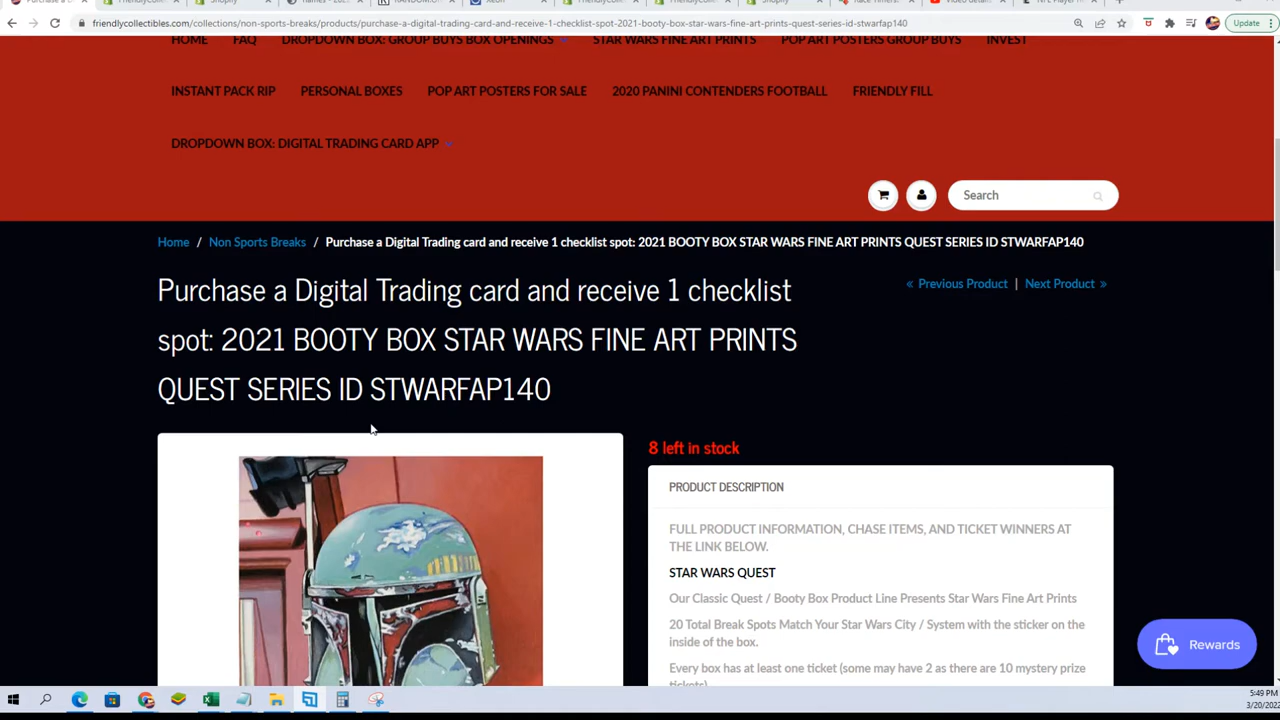 friendlycollectibles.com/collections/non-sports-breaks/products/purchase-a-digital-trading-card-and-receive-1-checklist-spot-2021-booty-box-star-wars-fine-art-prints-quest-series-id-stwarfap140
Update
HOME FAQ DROPDOWN BOX: GROUP BUYS BOX OPENINGS STAR WARS FINE ART PRINTS POP ART POSTERS GROUP BUYS INVEST
INSTANT PACK RIP PERSONAL BOXES POP ART POSTERS FOR SALE 2020 PANINI CONTENDERS FOOTBALL FRIENDLY FILL
DROPDOWN BOX: DIGITAL TRADING CARD APP
Search
Home / Non Sports Breaks / Purchase a Digital Trading card and receive 1 checklist spot: 2021 BOOTY BOX STAR WARS FINE ART PRINTS QUEST SERIES ID STWARFAP140
Purchase a Digital Trading card and receive 1 checklist
spot: 2021 BOOTY BOX STAR WARS FINE ART PRINTS
QUEST SERIES ID STWARFAP140
« Previous Product | Next Product »
8 left in stock
PRODUCT DESCRIPTION
FULL PRODUCT INFORMATION, CHASE ITEMS, AND TICKET WINNERS AT
THE LINK BELOW.
STAR WARS QUEST
Our Classic Quest / Booty Box Product Line Presents Star Wars Fine Art Prints
20 Total Break Spots Match Your Star Wars City / System with the sticker on the
inside of the box.
Every box has at least one ticket (some may have 2 as there are 10 mystery prize
tickets)
Rewards
5:49 PM
3/20/202